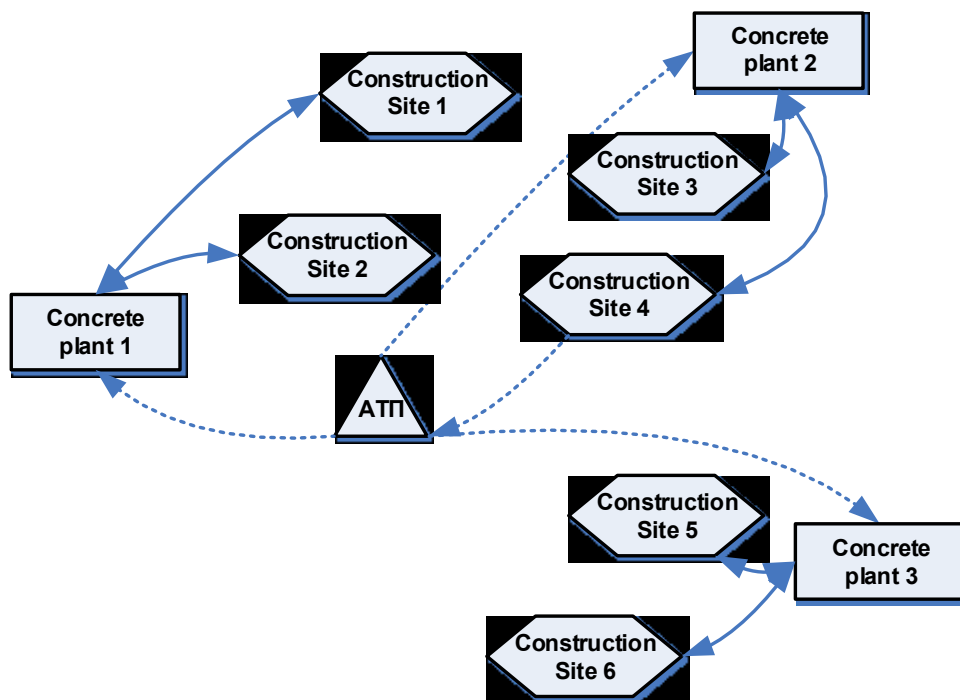 Concrete
plant 2
Construction
Site 1
Construction
Site 3
Construction
Site 2
Construction
Site 4
Concrete
plant 1
АТП
Construction
Site 5
Concrete
plant 3
Construction
Site 6